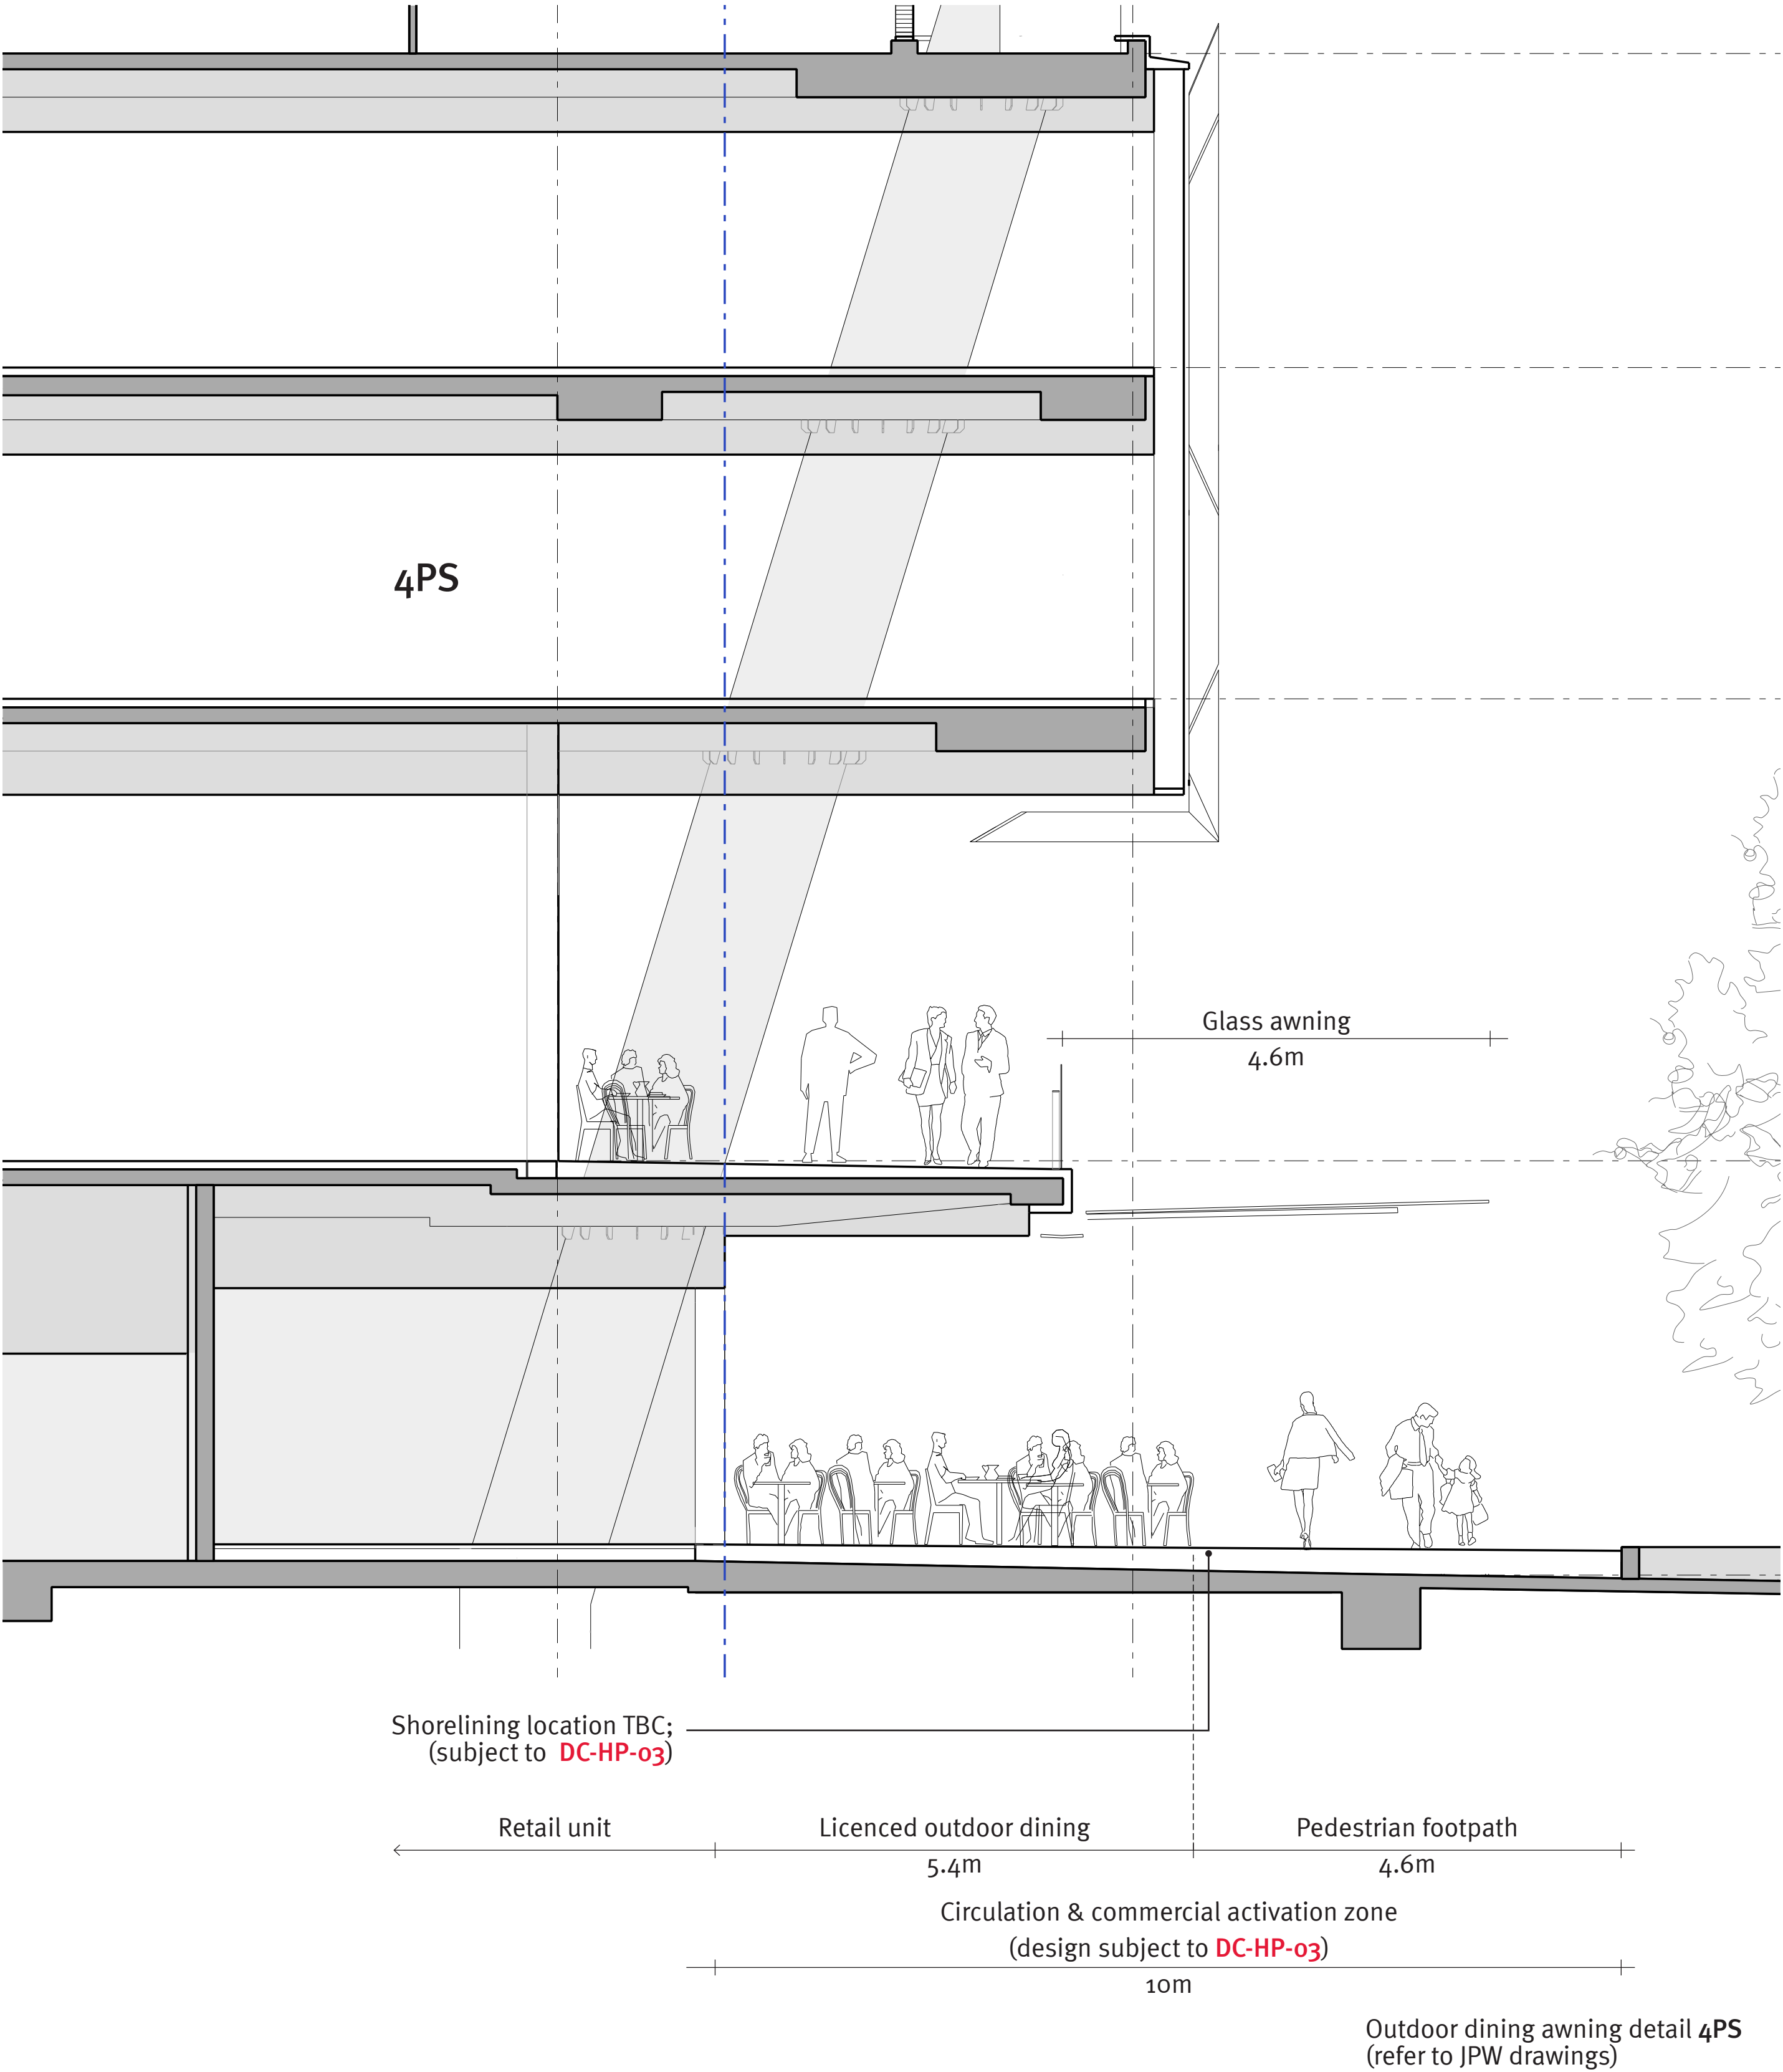 4PS
Glass awning
4.6m
Shorelining location TBC;
(subject to DC-HP-03)
Retail unit
Licenced outdoor dining
Pedestrian footpath
5.4m
4.6m
Circulation & commercial activation zone
(design subject to DC-HP-03)
10m
Outdoor dining awning detail 4PS
(refer to JPW drawings)